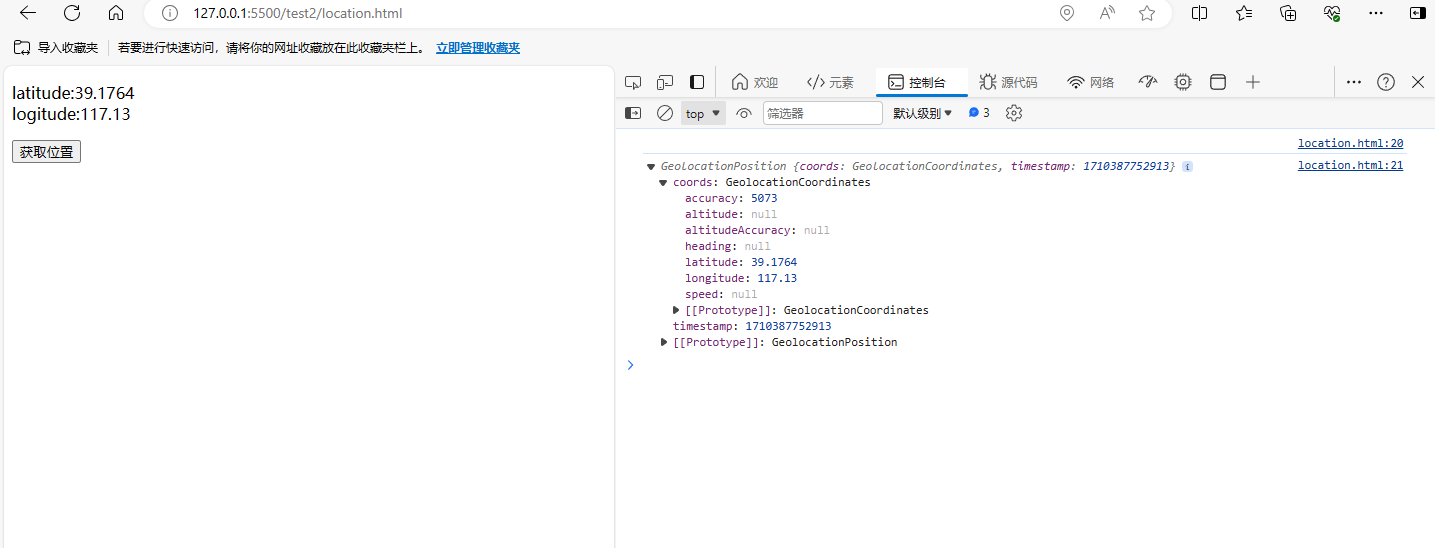 127.0.0.1:5500/test2/location.html
导入收藏夹 若要进行快速访问，请将你的网址收藏放在此收藏夹栏上。 立即管理收藏夹
latitude:39.1764
logitude:117.13
获取位置
欢迎 元素 控制台 源代码 网络
top 筛选器 默认级别 3
location.html:20
GeolocationPosition {coords: GeolocationCoordinates, timestamp: 1710387752913} location.html:21
coords: GeolocationCoordinates
accuracy: 5073
altitude: null
altitudeAccuracy: null
heading: null
latitude: 39.1764
longitude: 117.13
speed: null
[[Prototype]]: GeolocationCoordinates
timestamp: 1710387752913
[[Prototype]]: GeolocationPosition